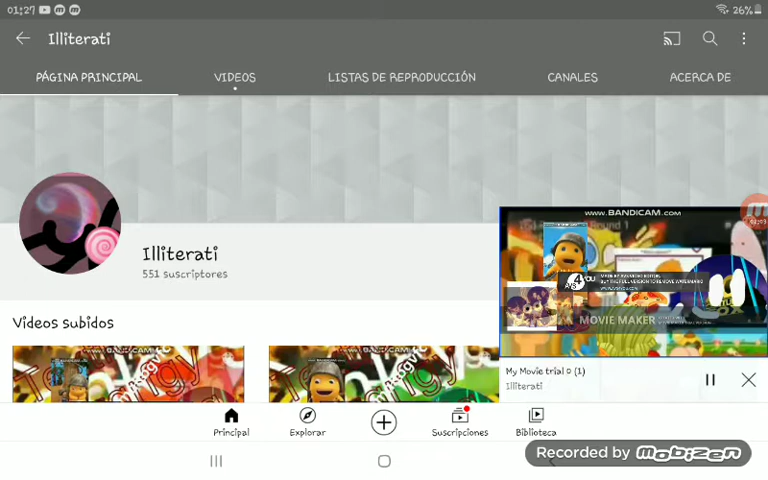 01:27
26%
Illiterati
PÁGINA PRINCIPAL
VIDEOS
LISTAS DE REPRODUCCIÓN
CANALES
ACERCA DE
Illiterati
551 suscriptores
Videos subidos
WWW.BANDICAM.COM
MOVIE MAKER
My Movie trial 0 (1)
Illiterati
Principal
Explorar
Suscripciones
Biblioteca
Recorded by mobizen